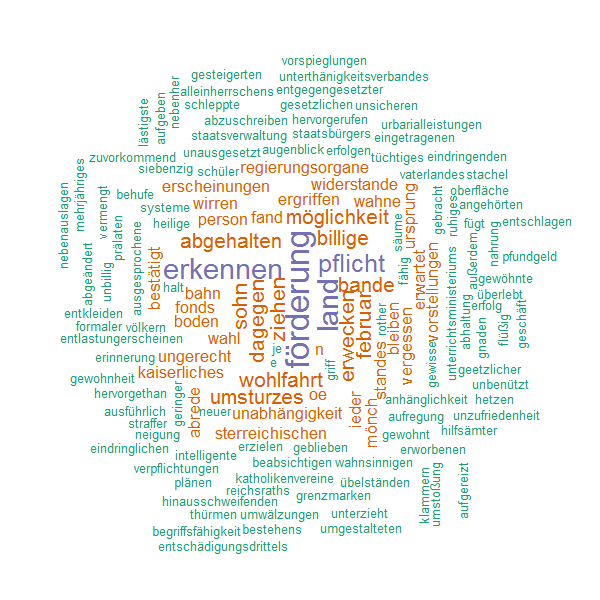 vorspieglungen
gesteigerten unterthänigkeitsverbandes
alleinherrschens entgegengesetzter
nebenher
schleppte gesetzlichen unsicheren
aufgeben
lästigste
abzuschreiben hervorgerufen urbarialleistungen
staatsverwaltung staatsbürgers eingetragenen
zuvorkommend unausgesetzt augenblick erfolgen tüchtiges eindringenden
siebenzig schüler regierungsorgane vaterlandes stachel
mehrjähriges
nebenauslagen
vermengt
behufe erscheinungen widerstande oberfläche
wirren ergriffen wahne ursprung gebracht angehörten
systeme person fand möglichkeit säume ruhiges fügt entschlagen
heilige
prälaten
ausgesprochene
abgehalten billige nahrung
abgeändert
unbillig
bestätigt
erkennen förderung pflicht fähig erwartet vorstellungen außerdem pfundgeld
halt land gewöhnte
bahn sohn dagegen ziehen bande unterrichtsministeriums überlebt
entkleiden fonds erwecken februar rother erfolg
formaler völkern boden bleiben vergessen abhaltung gnaden flüßig geschäft
entlastungerscheinen wahl
je n
erinnerung ungerecht e griff standes gewisse geetzlicher
gewohnheit kaiserliches wohlfahrt unbenützt
hervorgethan geringer abrede umsturzes oe ieder mönch anhänglichkeit hetzen
ausführlich neuer unabhängigkeit aufregung unzufriedenheit
straffer
neigung sterreichischen gewohnt hilfsämter
eindringlichen erzielen geblieben erworbenen
intelligente
verpflichtungen beabsichtigen wahnsinnigen
plänen katholikenvereine übelständen
reichsraths grenzmarken klammern umstoßung aufgereizt
hinausschweifenden
thürmen umwälzungen unterzieht
begriffsfähigkeit bestehens umgestalteten
entschädigungsdrittels